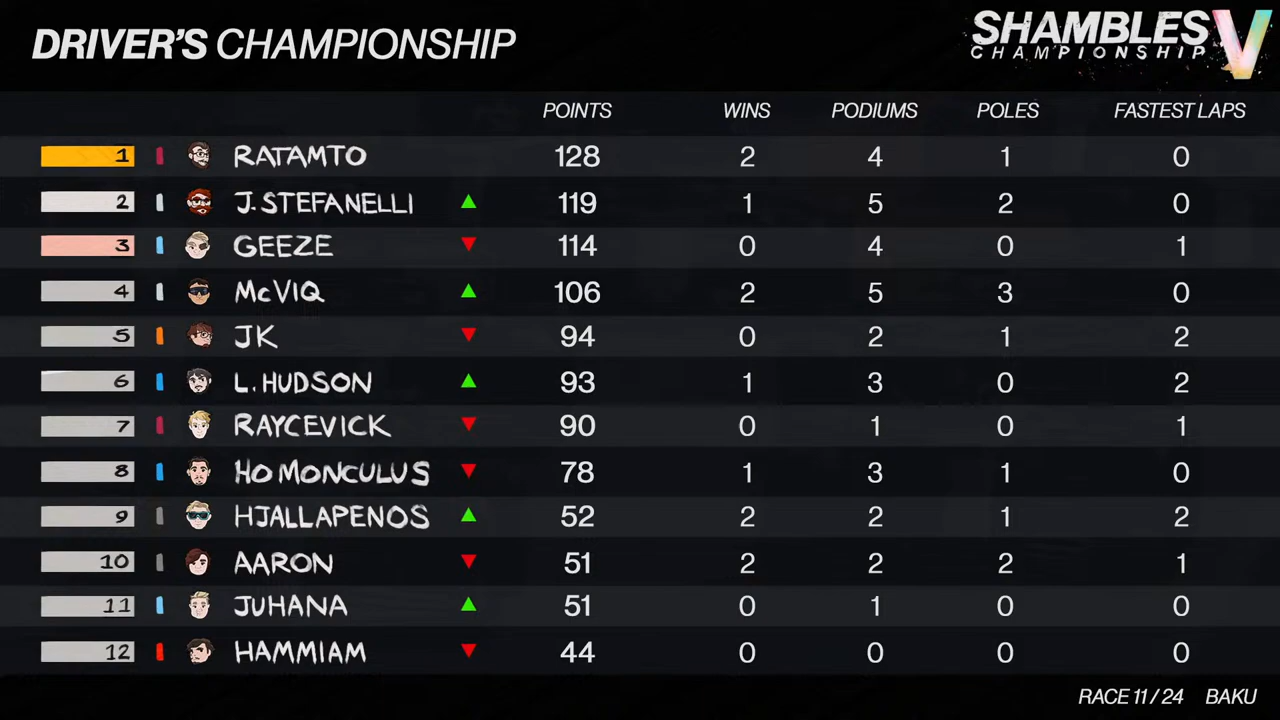 DRIVER'S CHAMPIONSHIP
SHAMBLES V
CHAMPIONSHIP
POINTS WINS PODIUMS POLES FASTEST LAPS
1 RATAMTO 128 2 4 1 0
2 J.STEFANELLI 119 1 5 2 0
3 GEEZE 114 0 4 0 1
4 McVIQ 106 2 5 3 0
5 JK 94 0 2 1 2
6 L.HUDSON 93 1 3 0 2
7 RAYCEVICK 90 0 1 0 1
8 HOMONCULUS 78 1 3 1 0
9 HJALLAPENOS 52 2 2 1 2
10 AARON 51 2 2 2 1
11 JUHANA 51 0 1 0 0
12 HAMMIAM 44 0 0 0 0
RACE 11 / 24 BAKU